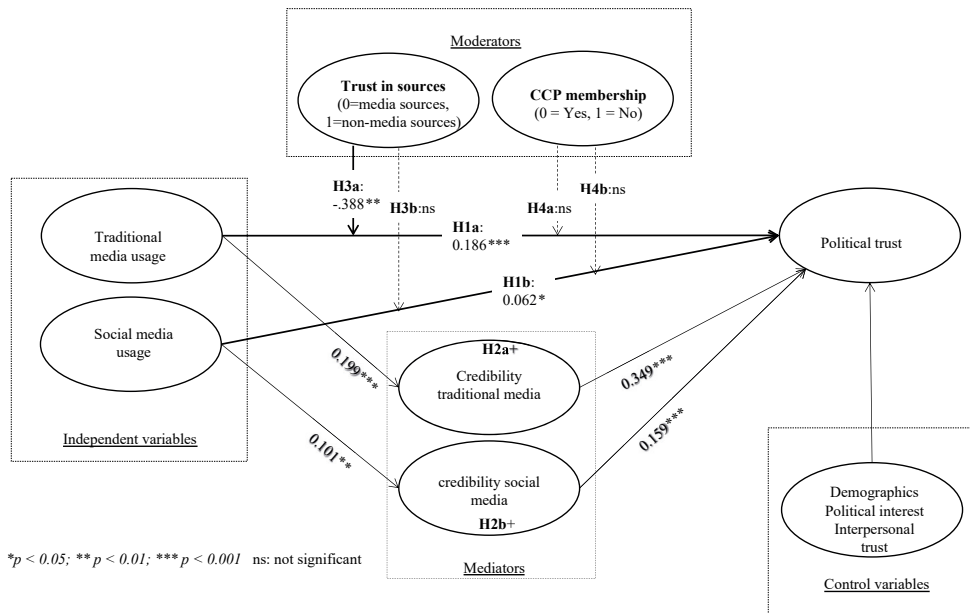 Moderators
Trust in sources
(0=media sources,
1=non-media sources)
CCP membership
(0 = Yes, 1 = No)
H3a:
-.388**
H3b:ns
H4a:ns
H4b:ns
Traditional
media usage
H1a:
0.186***
Political trust
H1b:
0.062*
Social media
usage
Independent variables
0.199***
0.101**
H2a+
Credibility
traditional media
0.349***
0.159***
credibility social
media
H2b+
Mediators
Demographics
Political interest
Interpersonal
trust
Control variables
*p < 0.05; ** p < 0.01; *** p < 0.001 ns: not significant